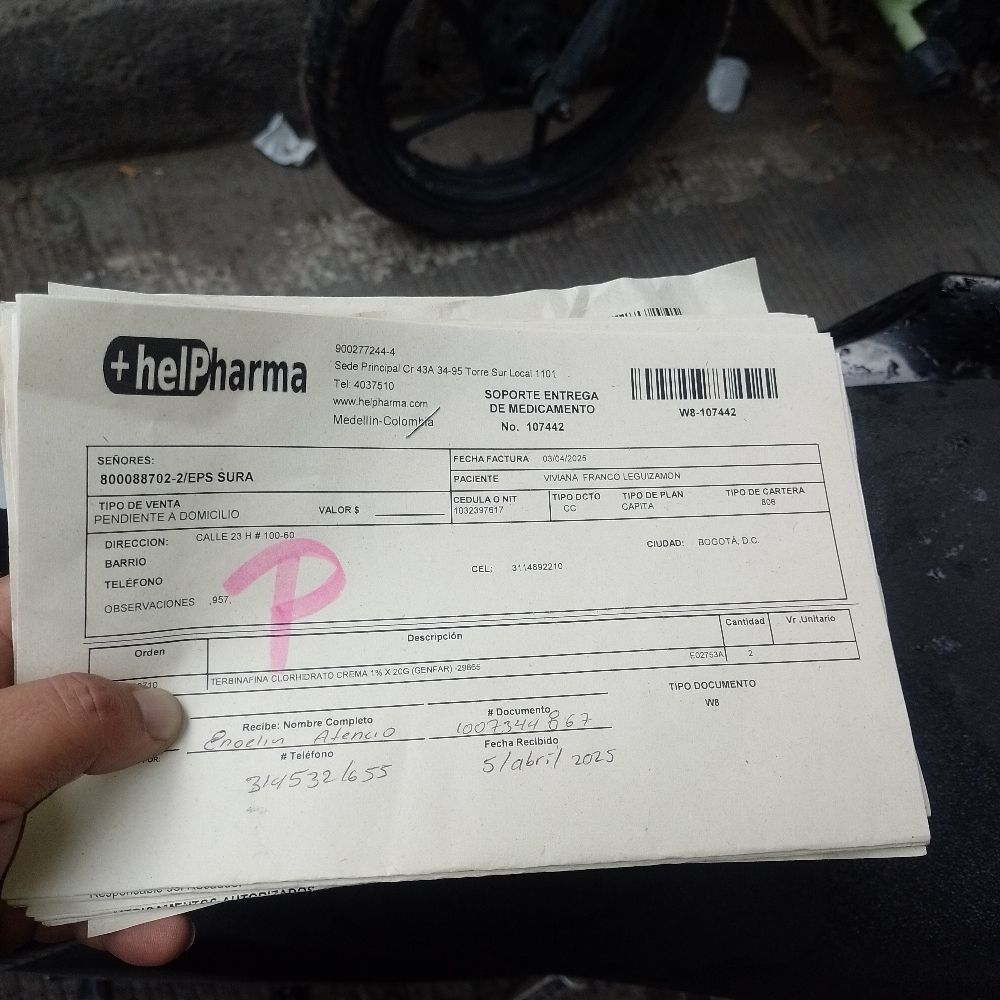 +helPharma
900277244-4
Sede Principal Cr 43A 34-95 Torre Sur Local 1101
Tel: 4037510
www.helpharma.com
Medellín-Colombia
SOPORTE ENTREGA
DE MEDICAMENTO
No. 107442
W8-107442
SEÑORES:
800088702-2/EPS SURA
FECHA FACTURA 03/04/2025
PACIENTE VIVIANA FRANCO LEGUIZAMON
TIPO DE VENTA
PENDIENTE A DOMICILIO
VALOR $
CEDULA O NIT
1032397617
TIPO DCTO
CC
TIPO DE PLAN
CAPITA
TIPO DE CARTERA
806
DIRECCION: CALLE 23 H # 100-60
CIUDAD: BOGOTÁ, D.C.
BARRIO
TELÉFONO
CEL: 3114892210
OBSERVACIONES ,957,
P
Orden Descripción Cantidad Vr .Unitario
TERBINAFINA CLORHIDRATO CREMA 1% X 20G (GENFAR) -29865 E02753A 2
TIPO DOCUMENTO
W8
Recibe: Nombre Completo
# Documento
Enoelin Atencio
1007344867
# Teléfono
Fecha Recibido
3145321655
5/abril 2025
MEDICAMENTOS AUTORIZADOS